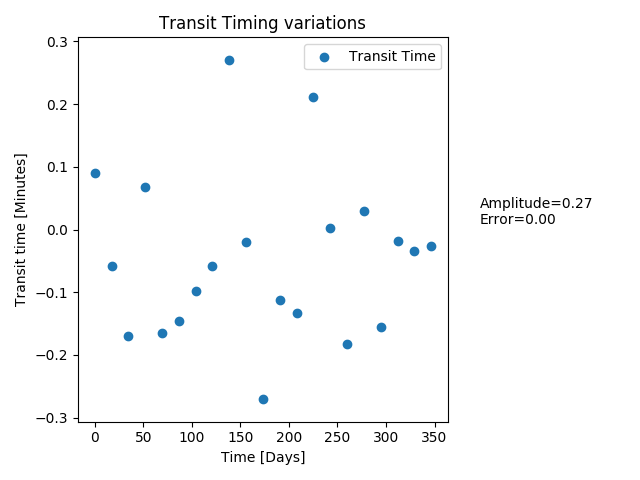 Transit Timing variations
Transit Time
Transit time [Minutes]
0.3
0.2
0.1
0.0
−0.1
−0.2
−0.3
0 50 100 150 200 250 300 350
Time [Days]
Amplitude=0.27
Error=0.00